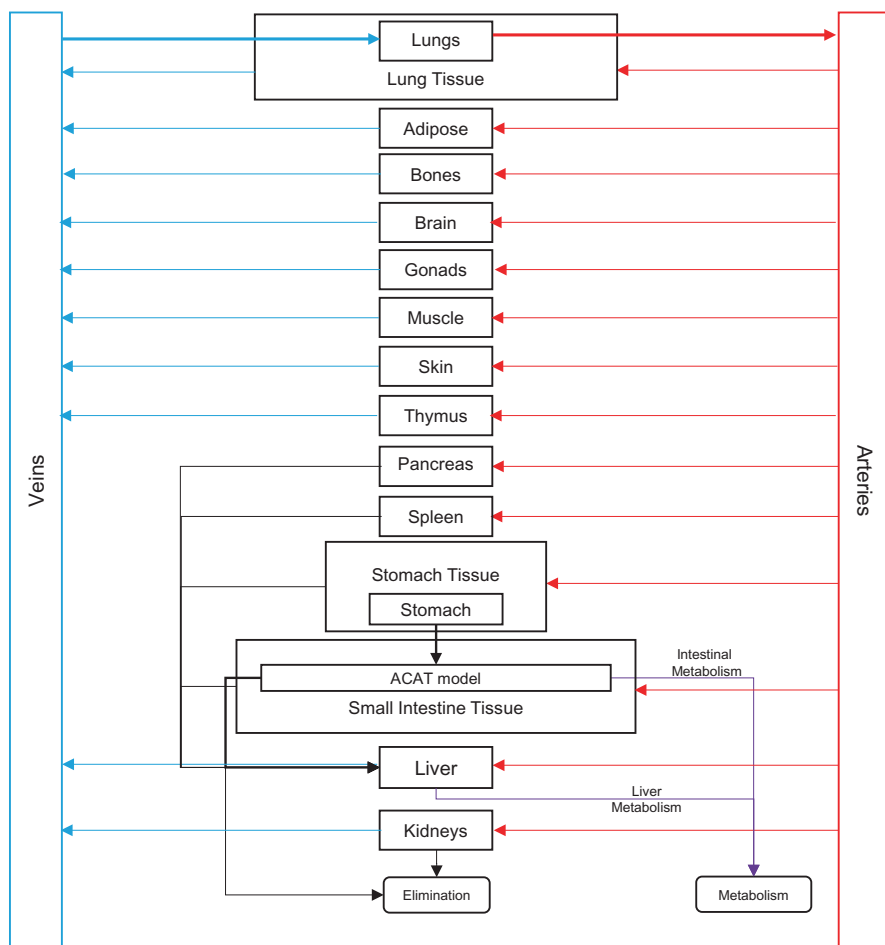 Lungs
Lung Tissue
Adipose
Bones
Brain
Gonads
Muscle
Skin
Thymus
Pancreas
Spleen
Stomach Tissue
Stomach
ACAT model
Small Intestine Tissue
Intestinal
Metabolism
Liver
Liver
Metabolism
Kidneys
Elimination
Metabolism
Veins
Arteries